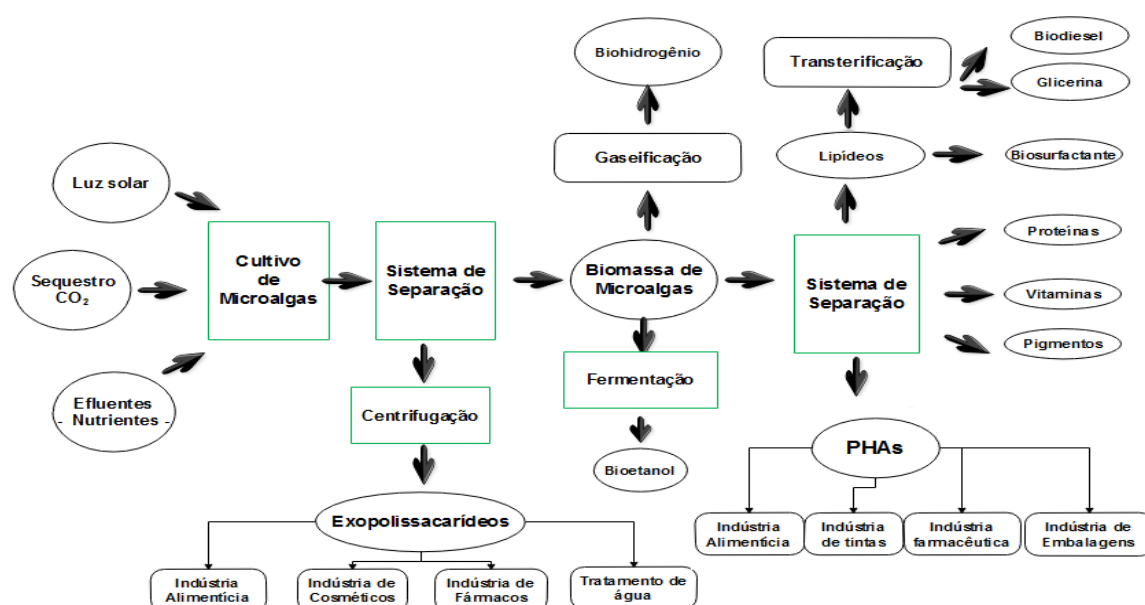 Luz solar
Sequestro
CO₂
Efluentes
- Nutrientes -
Cultivo
de
Microalgas
Sistema de
Separação
Centrifugação
Exopolissacarídeos
Indústria
Alimentícia
Indústria de
Cosméticos
Indústria de
Fármacos
Tratamento de
água
Biohidrogênio
Gaseificação
Biomassa de
Microalgas
Fermentação
Bioetanol
Transterificação
Biodiesel
Glicerina
Lipídeos
Biosurfactante
Sistema de
Separação
Proteínas
Vitaminas
Pigmentos
PHAs
Indústria
Alimentícia
Indústria
de tintas
Indústria
farmacêutica
Indústria de
Embalagens